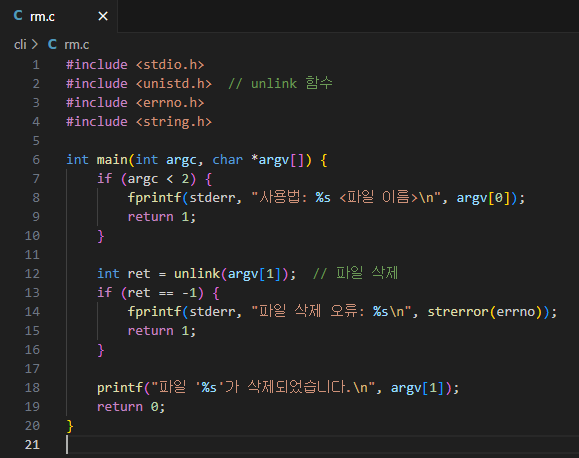 rm.c
cli > rm.c
1 #include <stdio.h>
2 #include <unistd.h>  // unlink 함수
3 #include <errno.h>
4 #include <string.h>
5
6 int main(int argc, char *argv[]) {
7     if (argc < 2) {
8         fprintf(stderr, "사용법: %s <파일 이름>\n", argv[0]);
9         return 1;
10     }
11
12     int ret = unlink(argv[1]);  // 파일 삭제
13     if (ret == -1) {
14         fprintf(stderr, "파일 삭제 오류: %s\n", strerror(errno));
15         return 1;
16     }
17
18     printf("파일 '%s'가 삭제되었습니다.\n", argv[1]);
19     return 0;
20 }
21